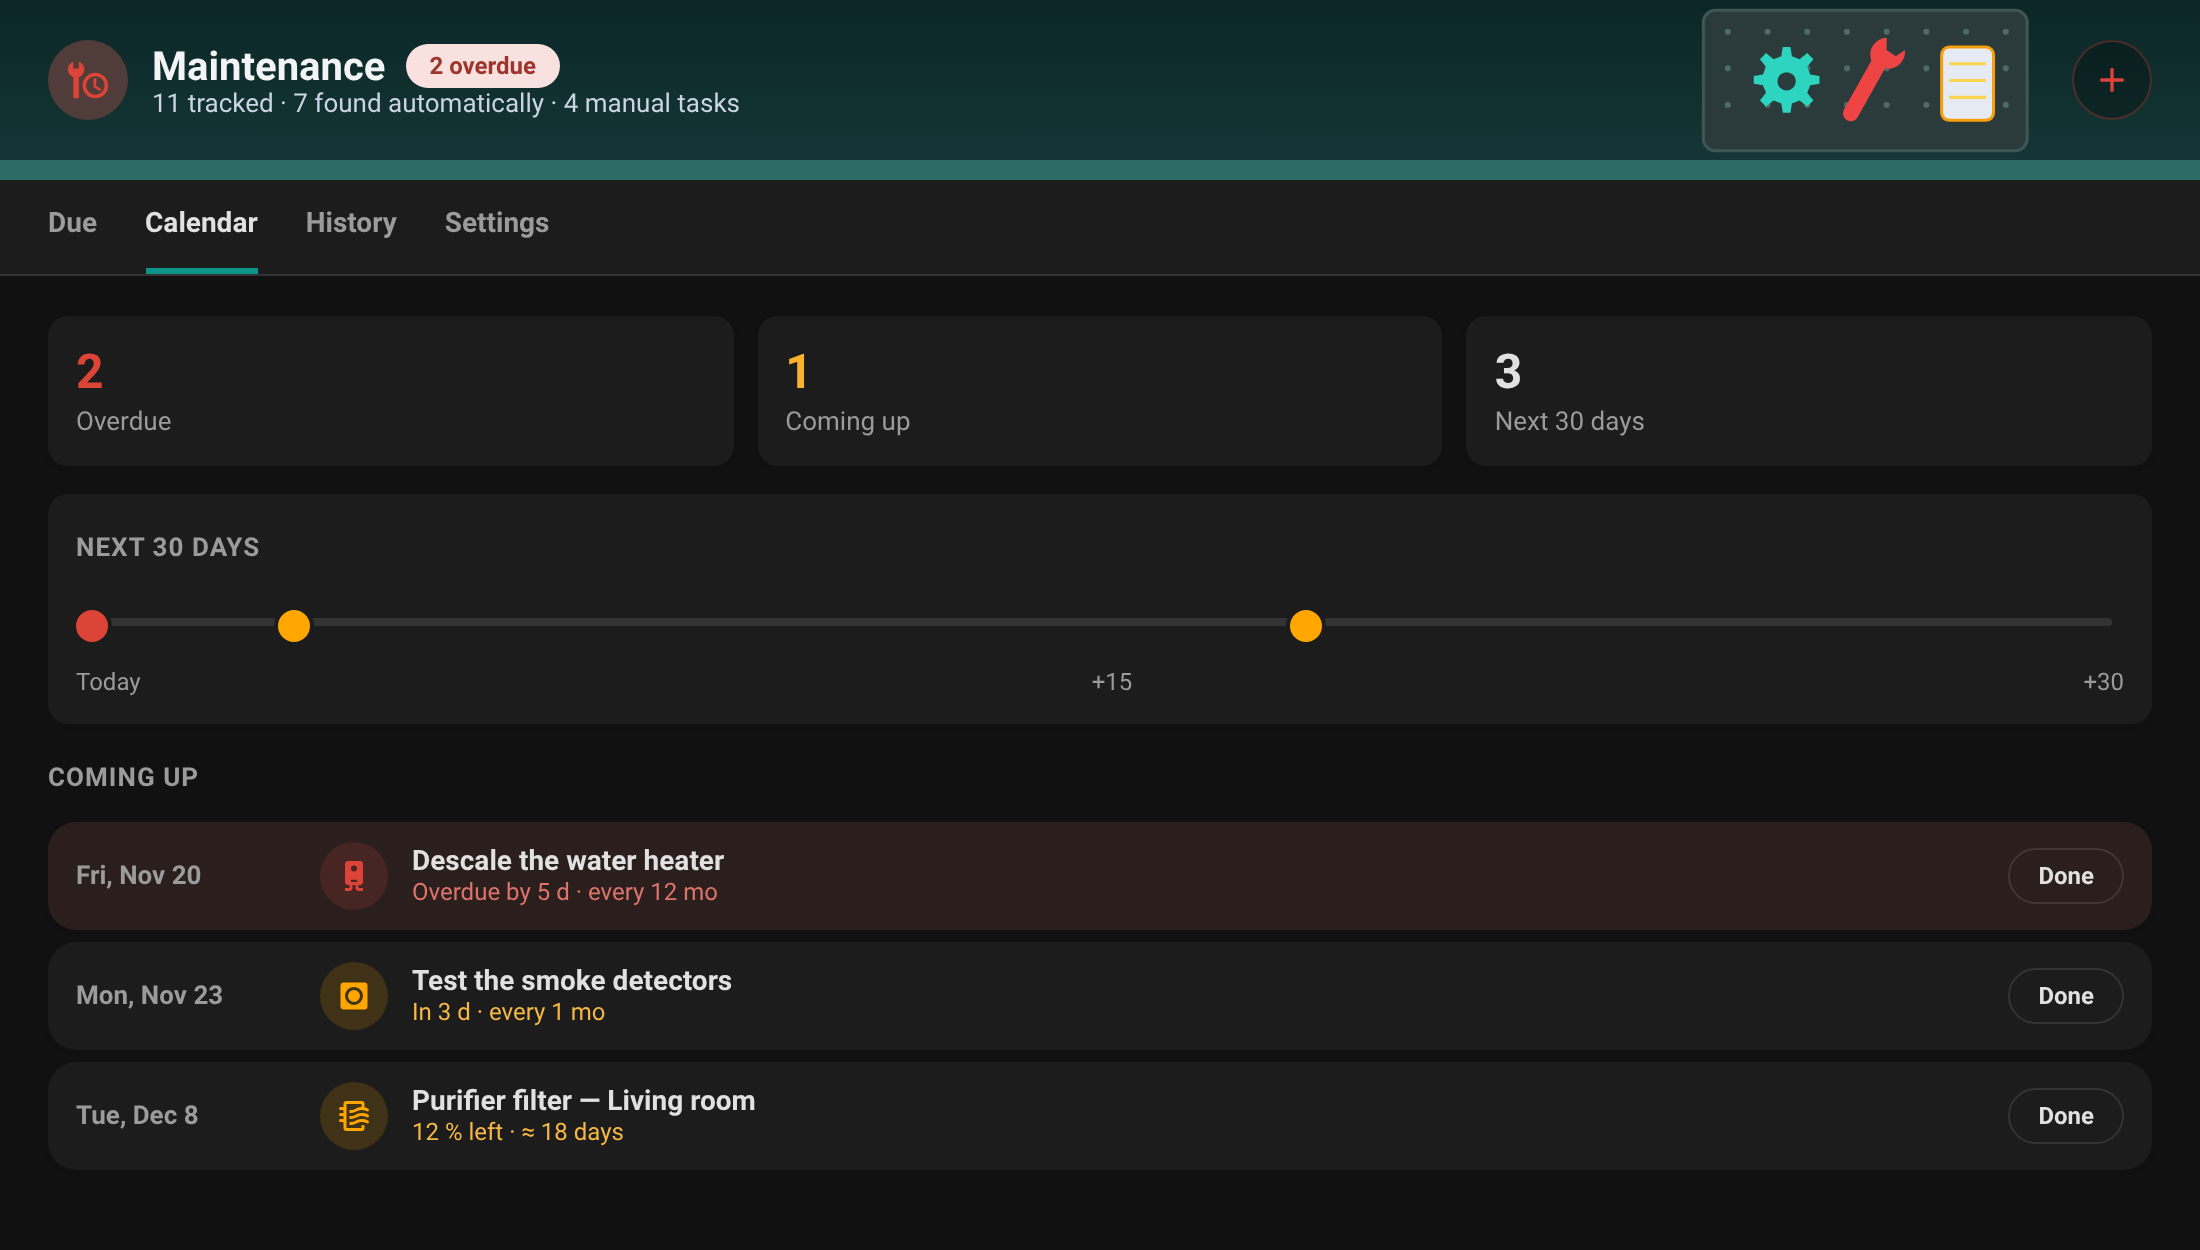 Maintenance
2 overdue
11 tracked · 7 found automatically · 4 manual tasks
Due
Calendar
History
Settings
2
Overdue
1
Coming up
3
Next 30 days
NEXT 30 DAYS
Today
+15
+30
COMING UP
Fri, Nov 20
Descale the water heater
Overdue by 5 d · every 12 mo
Done
Mon, Nov 23
Test the smoke detectors
In 3 d · every 1 mo
Done
Tue, Dec 8
Purifier filter — Living room
12 % left · ≈ 18 days
Done